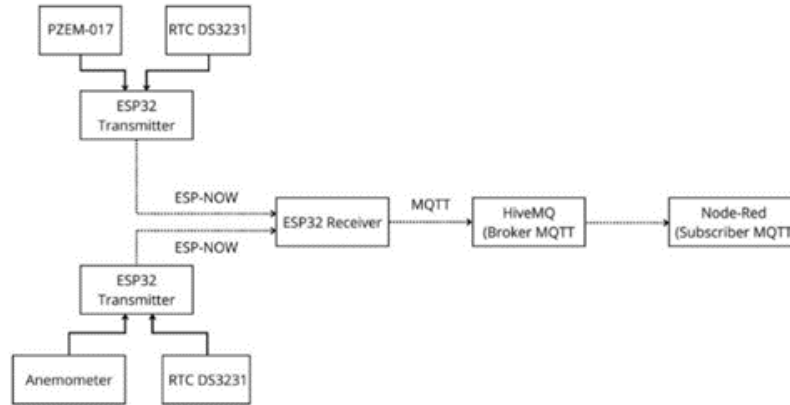 PZEM-017
RTC DS3231
ESP32
Transmitter
ESP-NOW
ESP32 Receiver
MQTT
HiveMQ
(Broker MQTT
Node-Red
(Subscriber MQTT
ESP-NOW
ESP32
Transmitter
Anemometer
RTC DS3231